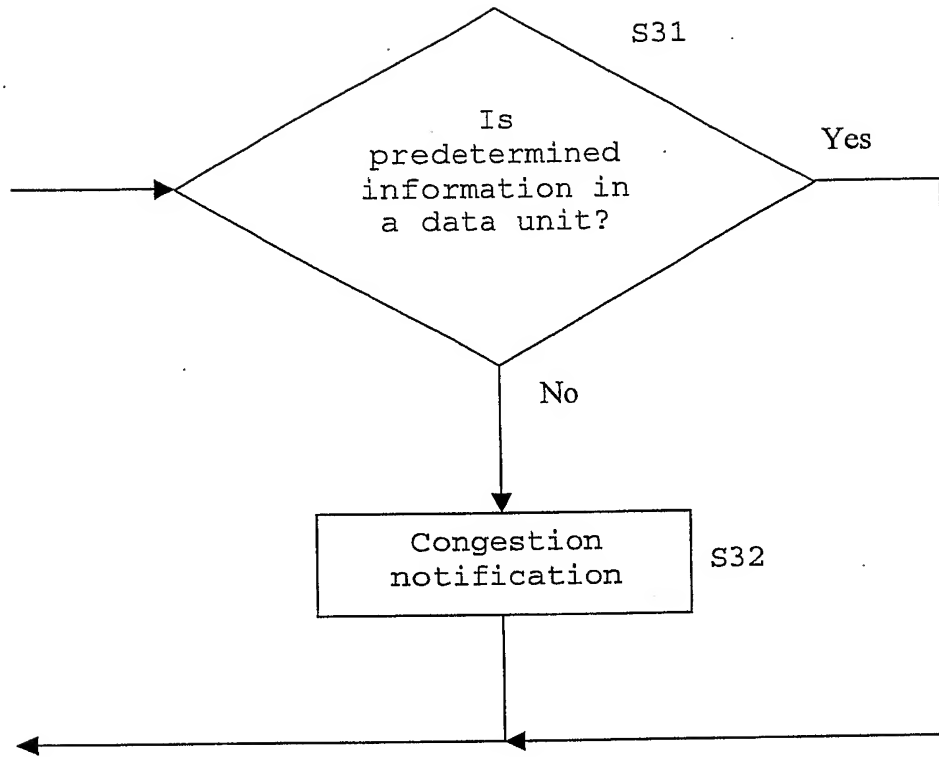 S31
Is
predetermined
information in
a data unit?
Yes
No
Congestion
notification
S32